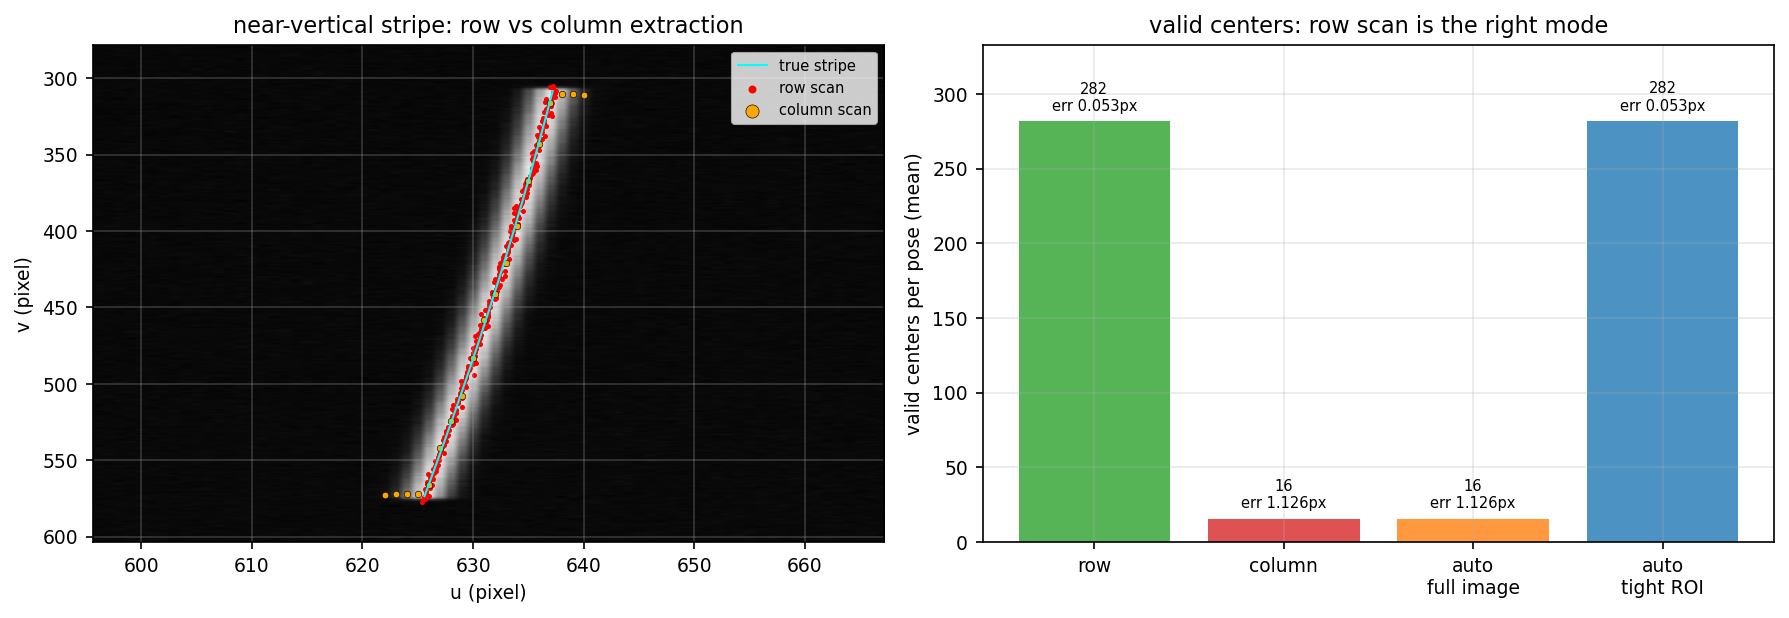 near-vertical stripe: row vs column extraction
true stripe
row scan
column scan
300
350
400
450
500
550
600
v (pixel)
600
610
620
630
640
650
660
u (pixel)
valid centers: row scan is the right mode
282
err 0.053px
16
err 1.126px
16
err 1.126px
282
err 0.053px
300
250
200
150
100
50
0
valid centers per pose (mean)
row
column
auto
full image
auto
tight ROI